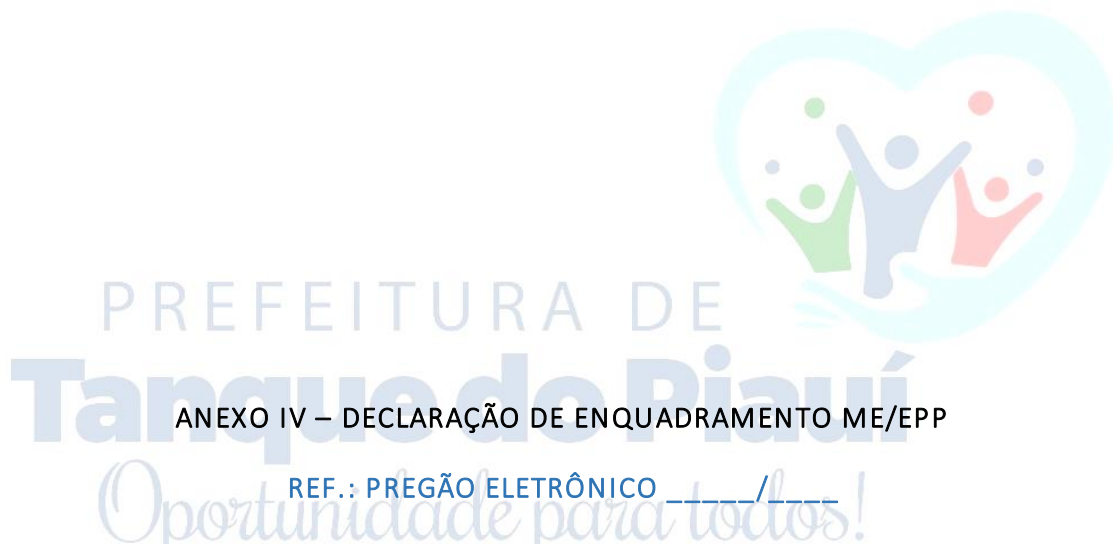 PREFEITURA DE
Tanque do Piauí
ANEXO IV – DECLARAÇÃO DE ENQUADRAMENTO ME/EPP
REF.: PREGÃO ELETRÔNICO _____/____
Oportunidade para todos!